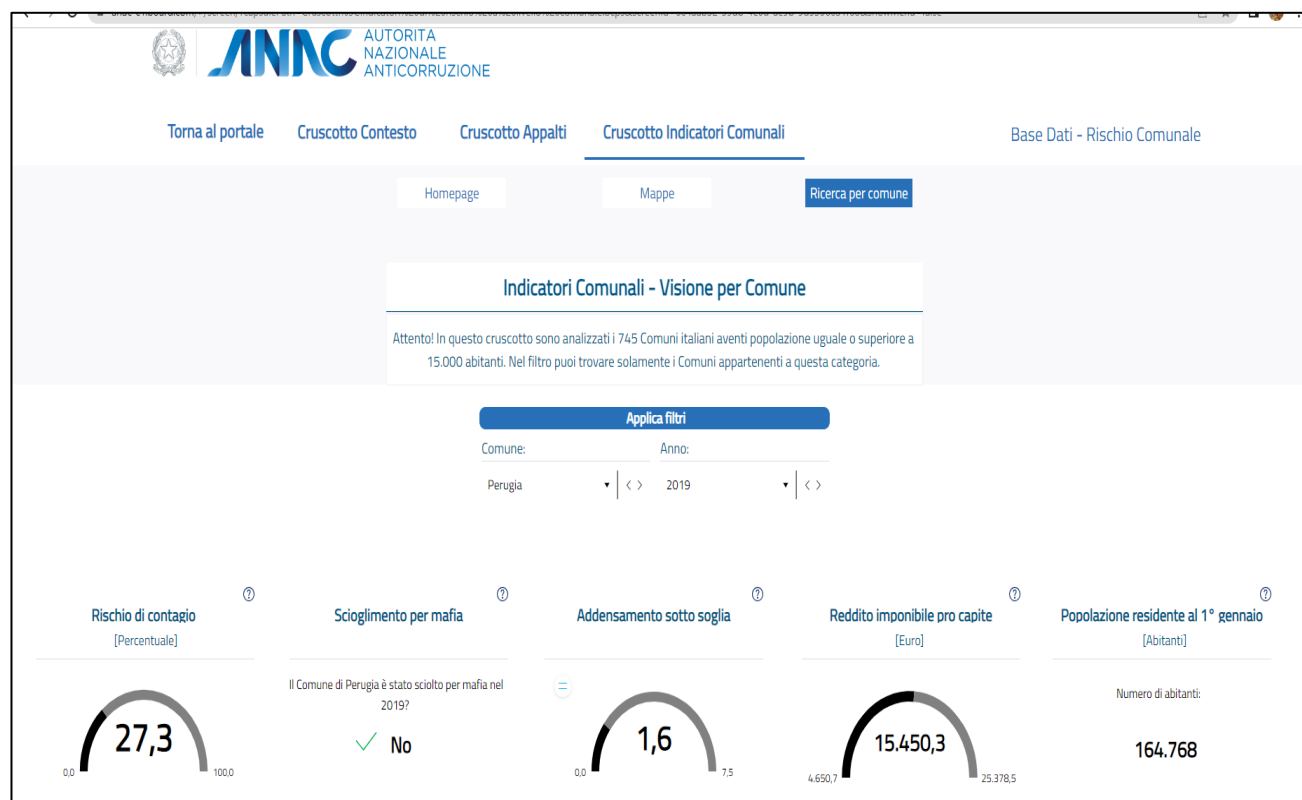 AUTORITÀ
NAZIONALE
ANTICORRUZIONE
ANAC
Torna al portale Cruscotto Contesto Cruscotto Appalti Cruscotto Indicatori Comunali Base Dati - Rischio Comunale
Homepage Mappe Ricerca per comune
Indicatori Comunali - Visione per Comune
Attento! In questo cruscotto sono analizzati i 745 Comuni italiani aventi popolazione uguale o superiore a
15.000 abitanti. Nel filtro puoi trovare solamente i Comuni appartenenti a questa categoria.
Applica filtri
Comune: Anno:
Perugia 2019
Rischio di contagio
[Percentuale]
27,3
0,0 100,0
Scioglimento per mafia
Il Comune di Perugia è stato sciolto per mafia nel
2019?
No
Addensamento sotto soglia
1,6
0,0 7,5
Reddito imponibile pro capite
[Euro]
15.450,3
4.650,7 25.378,5
Popolazione residente al 1° gennaio
[Abitanti]
Numero di abitanti:
164.768